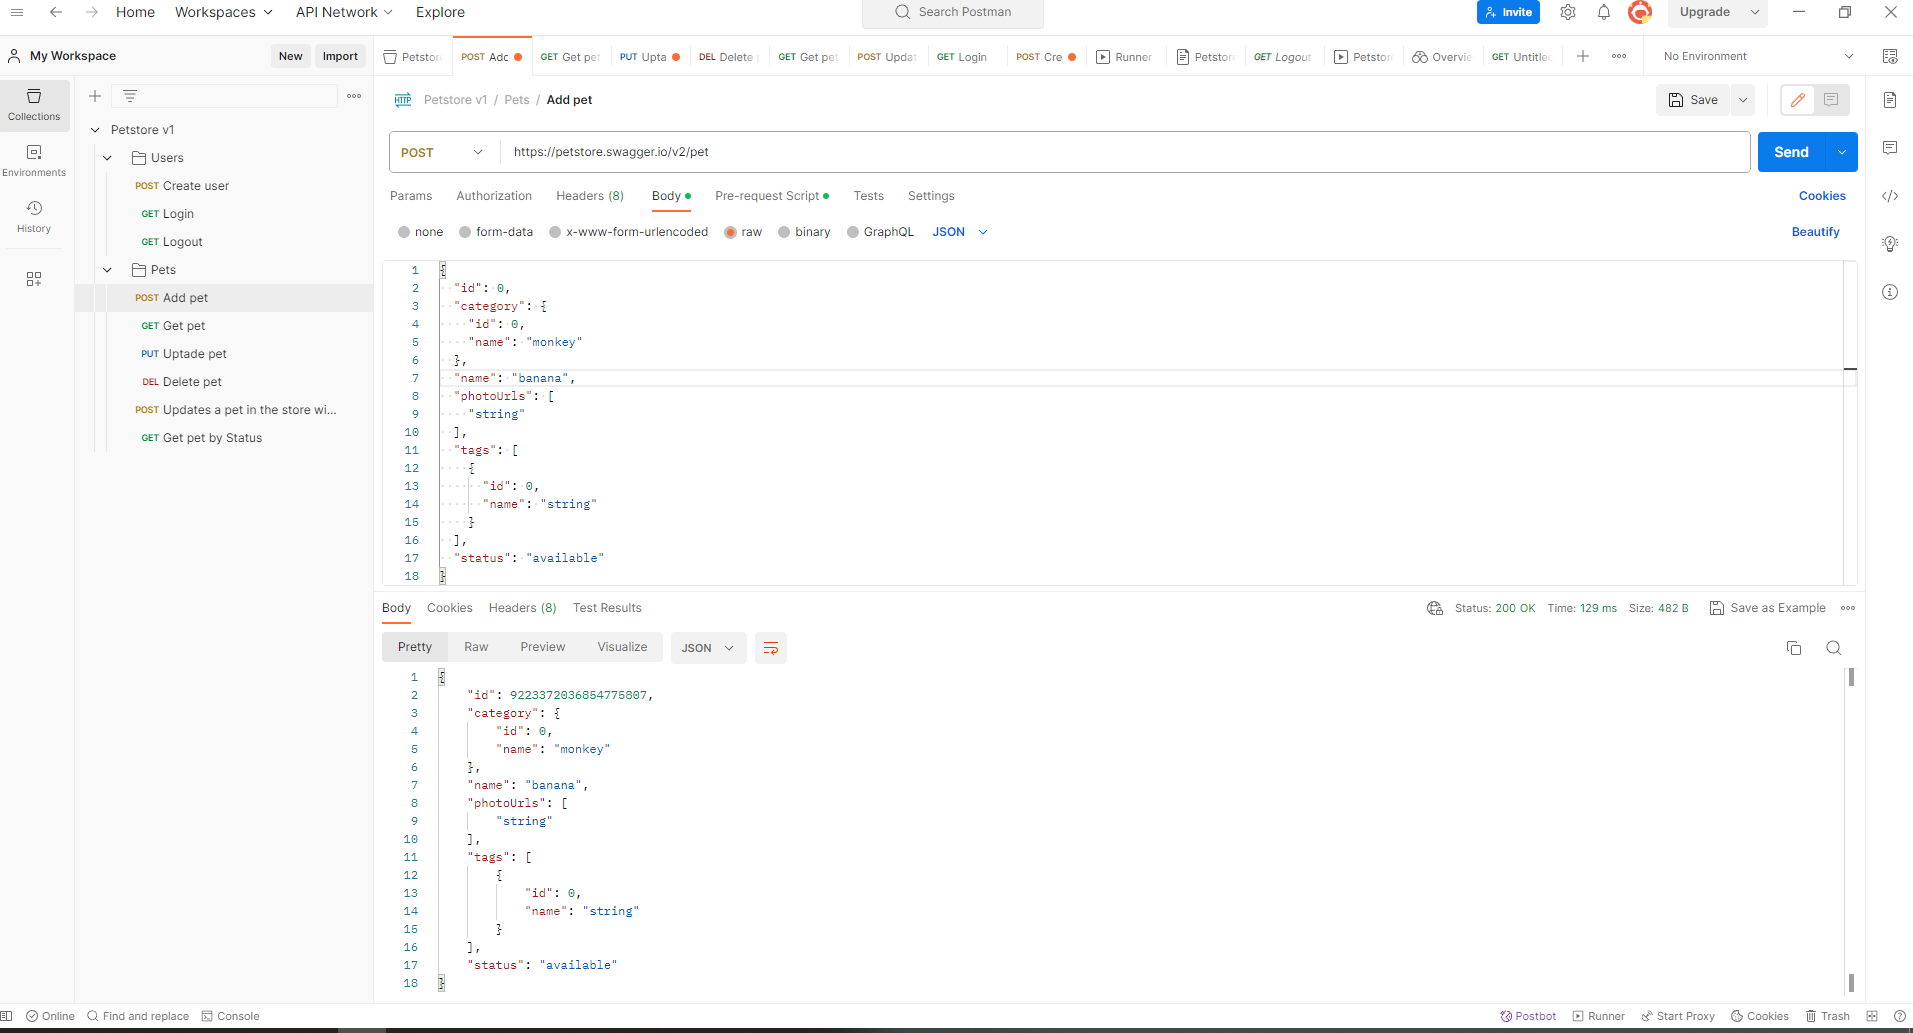 Home Workspaces API Network Explore Search Postman Invite Upgrade
My Workspace New Import Petstore POST Add GET Get pet PUT Upta DEL Delete p GET Get pet POST Updat GET Login POST Cre Runner Petstore GET Logout Petstore Overvie GET Untitled No Environment
Collections
Environments
History
Petstore v1
Users
POST Create user
GET Login
GET Logout
Pets
POST Add pet
GET Get pet
PUT Uptade pet
DEL Delete pet
POST Updates a pet in the store wi...
GET Get pet by Status
HTTP Petstore v1 / Pets / Add pet Save
POST https://petstore.swagger.io/v2/pet Send
Params Authorization Headers (8) Body Pre-request Script Tests Settings Cookies
none form-data x-www-form-urlencoded raw binary GraphQL JSON Beautify
1 {
2 "id": 0,
3 "category": {
4 "id": 0,
5 "name": "monkey"
6 },
7 "name": "banana",
8 "photoUrls": [
9 "string"
10 ],
11 "tags": [
12 {
13 "id": 0,
14 "name": "string"
15 }
16 ],
17 "status": "available"
18 }
Body Cookies Headers (8) Test Results Status: 200 OK Time: 129 ms Size: 482 B Save as Example
Pretty Raw Preview Visualize JSON
1 {
2 "id": 9223372036854775807,
3 "category": {
4 "id": 0,
5 "name": "monkey"
6 },
7 "name": "banana",
8 "photoUrls": [
9 "string"
10 ],
11 "tags": [
12 {
13 "id": 0,
14 "name": "string"
15 }
16 ],
17 "status": "available"
18 }
Online Find and replace Console Postbot Runner Start Proxy Cookies Trash